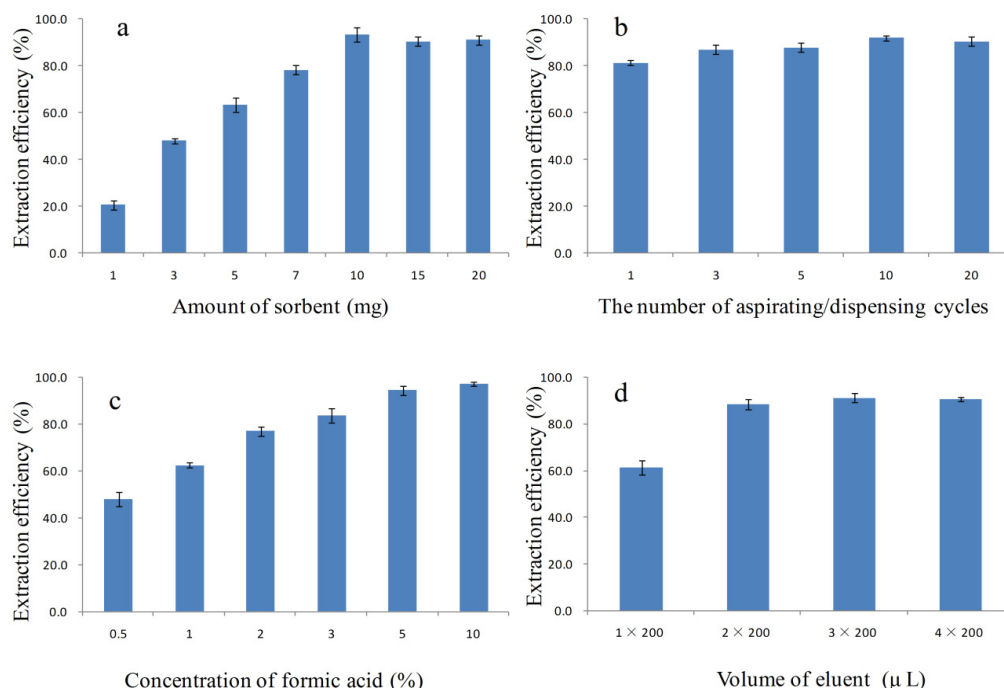 a
Extraction efficiency (%)
100.0
80.0
60.0
40.0
20.0
0.0
1 3 5 7 10 15 20
Amount of sorbent (mg)
b
Extraction efficiency (%)
100.0
80.0
60.0
40.0
20.0
0.0
1 3 5 10 20
The number of aspirating/dispensing cycles
c
Extraction efficiency (%)
100.0
80.0
60.0
40.0
20.0
0.0
0.5 1 2 3 5 10
Concentration of formic acid (%)
d
Extraction efficiency (%)
100.0
80.0
60.0
40.0
20.0
0.0
1 × 200 2 × 200 3 × 200 4 × 200
Volume of eluent (μ L)